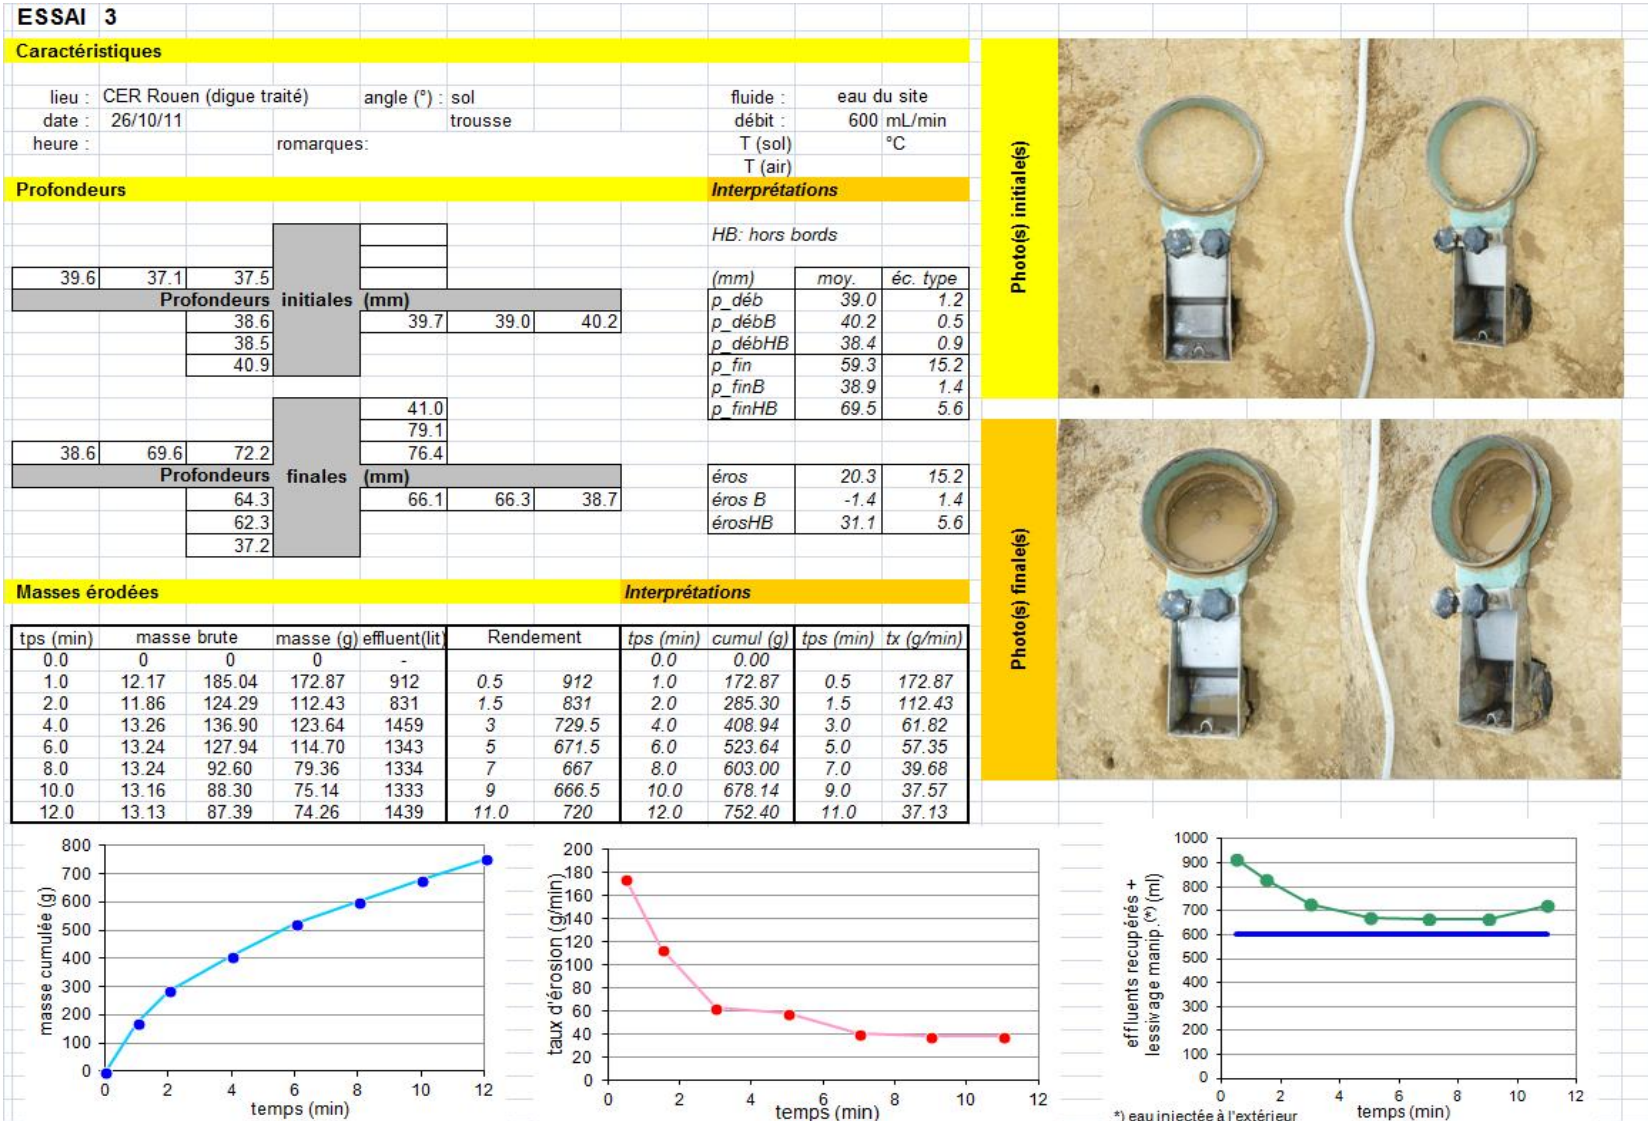 ESSAI 3
Caractéristiques
lieu : CER Rouen (digue traité) angle (°) : sol fluide : eau du site
date : 26/10/11 trousse débit : 600 mL/min
heure : romarques: T (sol) °C
T (air)
Profondeurs Interprétations
HB: hors bords
39.6 37.1 37.5 (mm) moy. éc. type
Profondeurs initiales (mm) p_déb 39.0 1.2
38.6 39.7 39.0 40.2 p_débB 40.2 0.5
38.5 p_débHB 38.4 0.9
40.9 p_fin 59.3 15.2
p_finB 38.9 1.4
41.0 p_finHB 69.5 5.6
79.1
38.6 69.6 72.2 76.4
Profondeurs finales (mm) éros 20.3 15.2
64.3 66.1 66.3 38.7 éros B -1.4 1.4
62.3 érosHB 31.1 5.6
37.2
Photo(s) initiale(s)
Photo(s) finale(s)
Masses érodées Interprétations
tps (min) masse brute masse (g) effluent(lit) Rendement tps (min) cumul (g) tps (min) tx (g/min)
0.0 0 0 0 - 0.0 0.00
1.0 12.17 185.04 172.87 912 0.5 912 1.0 172.87 0.5 172.87
2.0 11.86 124.29 112.43 831 1.5 831 2.0 285.30 1.5 112.43
4.0 13.26 136.90 123.64 1459 3 729.5 4.0 408.94 3.0 61.82
6.0 13.24 127.94 114.70 1343 5 671.5 6.0 523.64 5.0 57.35
8.0 13.24 92.60 79.36 1334 7 667 8.0 603.00 7.0 39.68
10.0 13.16 88.30 75.14 1333 9 666.5 10.0 678.14 9.0 37.57
12.0 13.13 87.39 74.26 1439 11.0 720 12.0 752.40 11.0 37.13
masse cumulée (g)
800
700
600
500
400
300
200
100
0
0 2 4 6 8 10 12
temps (min)
taux d'érosion (g/min)
200
180
160
140
120
100
80
60
40
20
0
0 2 4 6 8 10 12
temps (min)
effluents recupérés +
lessivage manip.(*) (ml)
1000
900
800
700
600
500
400
300
200
100
0
0 2 4 6 8 10 12
temps (min)
*) eau injectée à l'extérieur